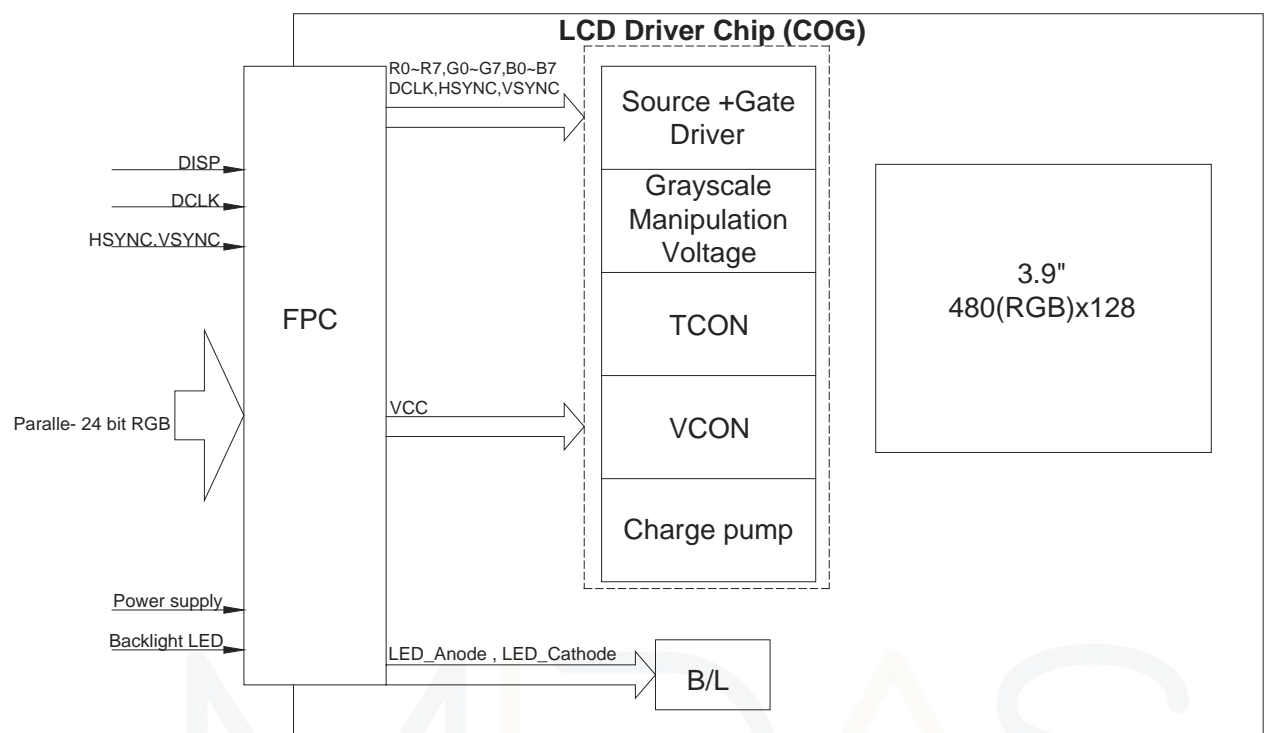 LCD Driver Chip (COG)
R0~R7,G0~G7,B0~B7
DCLK,HSYNC,VSYNC
Source +Gate
Driver
DISP
DCLK
HSYNC,VSYNC
Grayscale
Manipulation
Voltage
3.9"
480(RGB)x128
FPC
TCON
Paralle- 24 bit RGB
VCC
VCON
Charge pump
Power supply
Backlight LED
LED_Anode , LED_Cathode
B/L
MIDAS